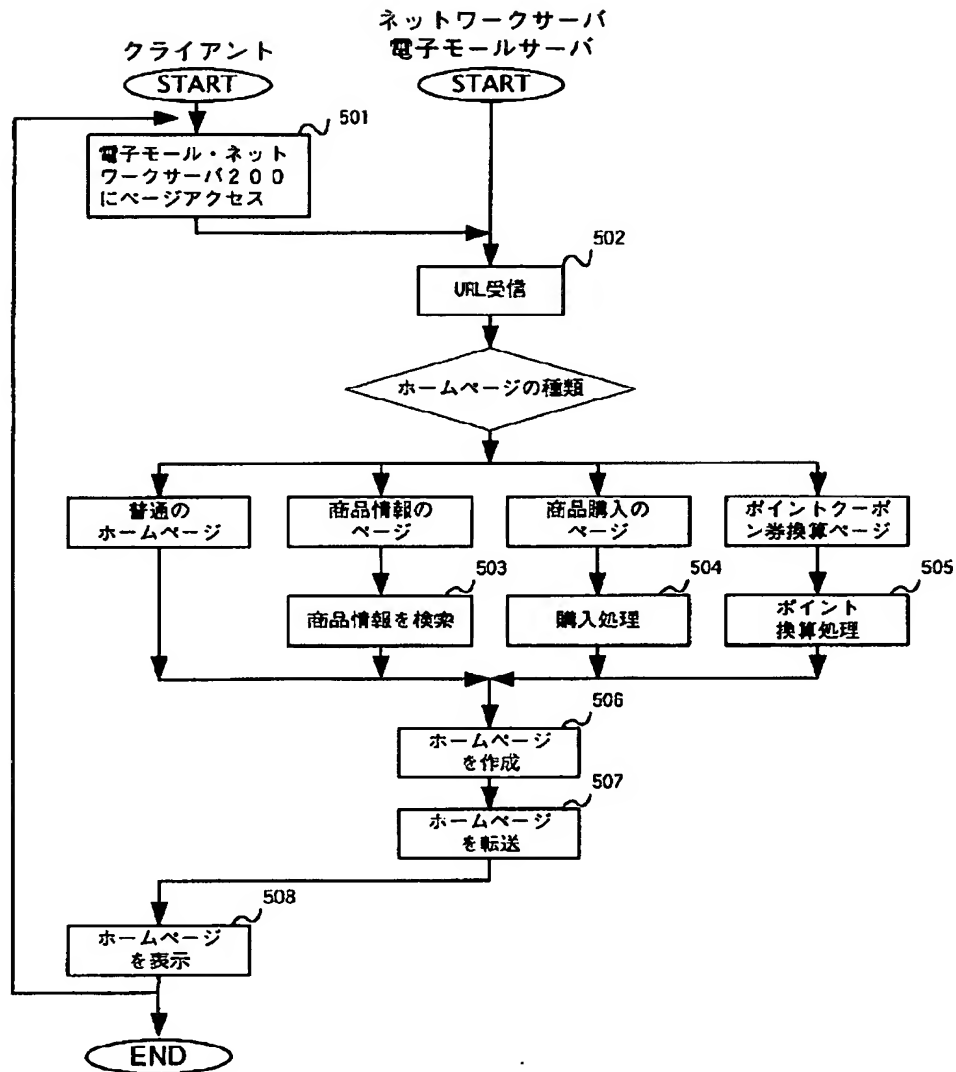 クライアント
START
ネットワークサーバ
電子モールサーバ
START
501
電子モール・ネット
ワークサーバ200
にページアクセス
502
URL受信
ホームページの種類
普通の
ホームページ
商品情報の
ページ
商品購入の
ページ
ポイントクーポ
ン券換算ページ
503
商品情報を検索
504
購入処理
505
ポイント
換算処理
506
ホームページ
を作成
507
ホームページ
を転送
508
ホームページ
を表示
END